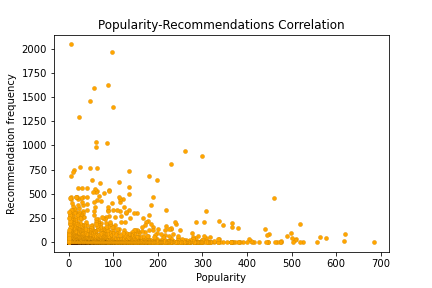 Popularity-Recommendations Correlation
2000
1750
1500
1250
1000
750
500
250
0
Recommendation frequency
0 100 200 300 400 500 600 700
Popularity